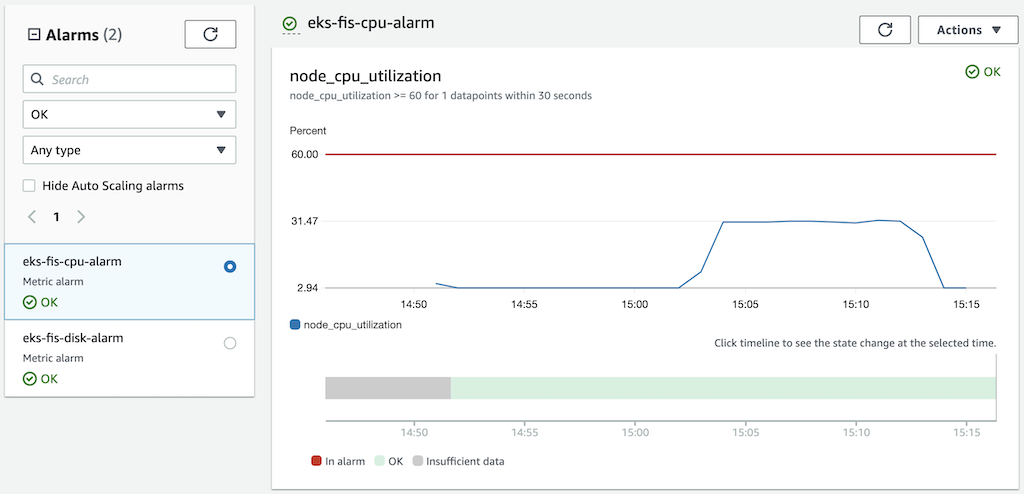 Alarms (2)
Search
OK
Any type
Hide Auto Scaling alarms
1
eks-fis-cpu-alarm
Metric alarm
OK
eks-fis-disk-alarm
Metric alarm
OK
eks-fis-cpu-alarm
Actions
node_cpu_utilization
OK
node_cpu_utilization >= 60 for 1 datapoints within 30 seconds
Percent
60.00
31.47
2.94
14:50 14:55 15:00 15:05 15:10 15:15
node_cpu_utilization
Click timeline to see the state change at the selected time.
14:50 14:55 15:00 15:05 15:10 15:15
In alarm OK Insufficient data